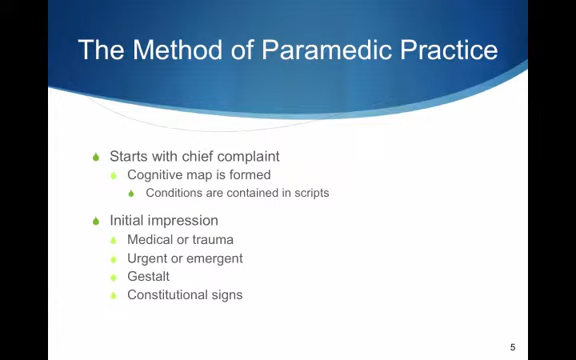 The Method of Paramedic Practice
Starts with chief complaint
Cognitive map is formed
Conditions are contained in scripts
Initial impression
Medical or trauma
Urgent or emergent
Gestalt
Constitutional signs
5